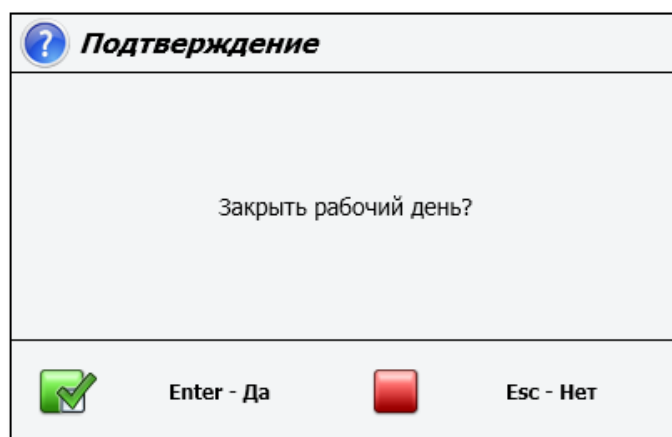 Подтверждение
Закрыть рабочий день?
Enter - Да
Esc - Нет